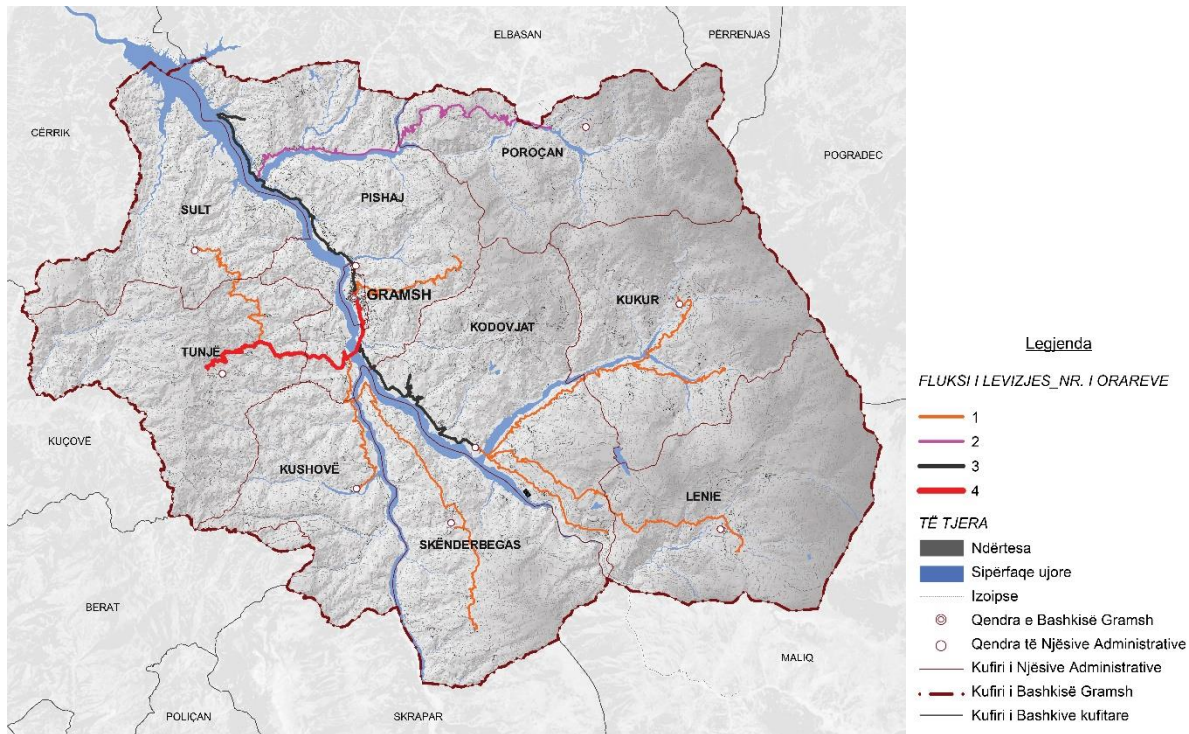 ELBASAN
PËRRENJAS
CËRRIK
POGRADEC
POROÇAN
PISHAJ
SULT
GRAMSH
KUKUR
KODOVJAT
TUNJË
KUÇOVË
KUSHOVË
LENIE
SKËNDERBEGAS
BERAT
MALIQ
POLIÇAN
SKRAPAR
Legjenda
FLUKSI I LEVIZJES_NR. I ORAREVE
1
2
3
4
TË TJERA
Ndërtesa
Sipërfaqe ujore
Izoipse
Qendra e Bashkisë Gramsh
Qendra të Njësive Administrative
Kufiri i Njësive Administrative
Kufiri i Bashkisë Gramsh
Kufiri i Bashkive kufitare